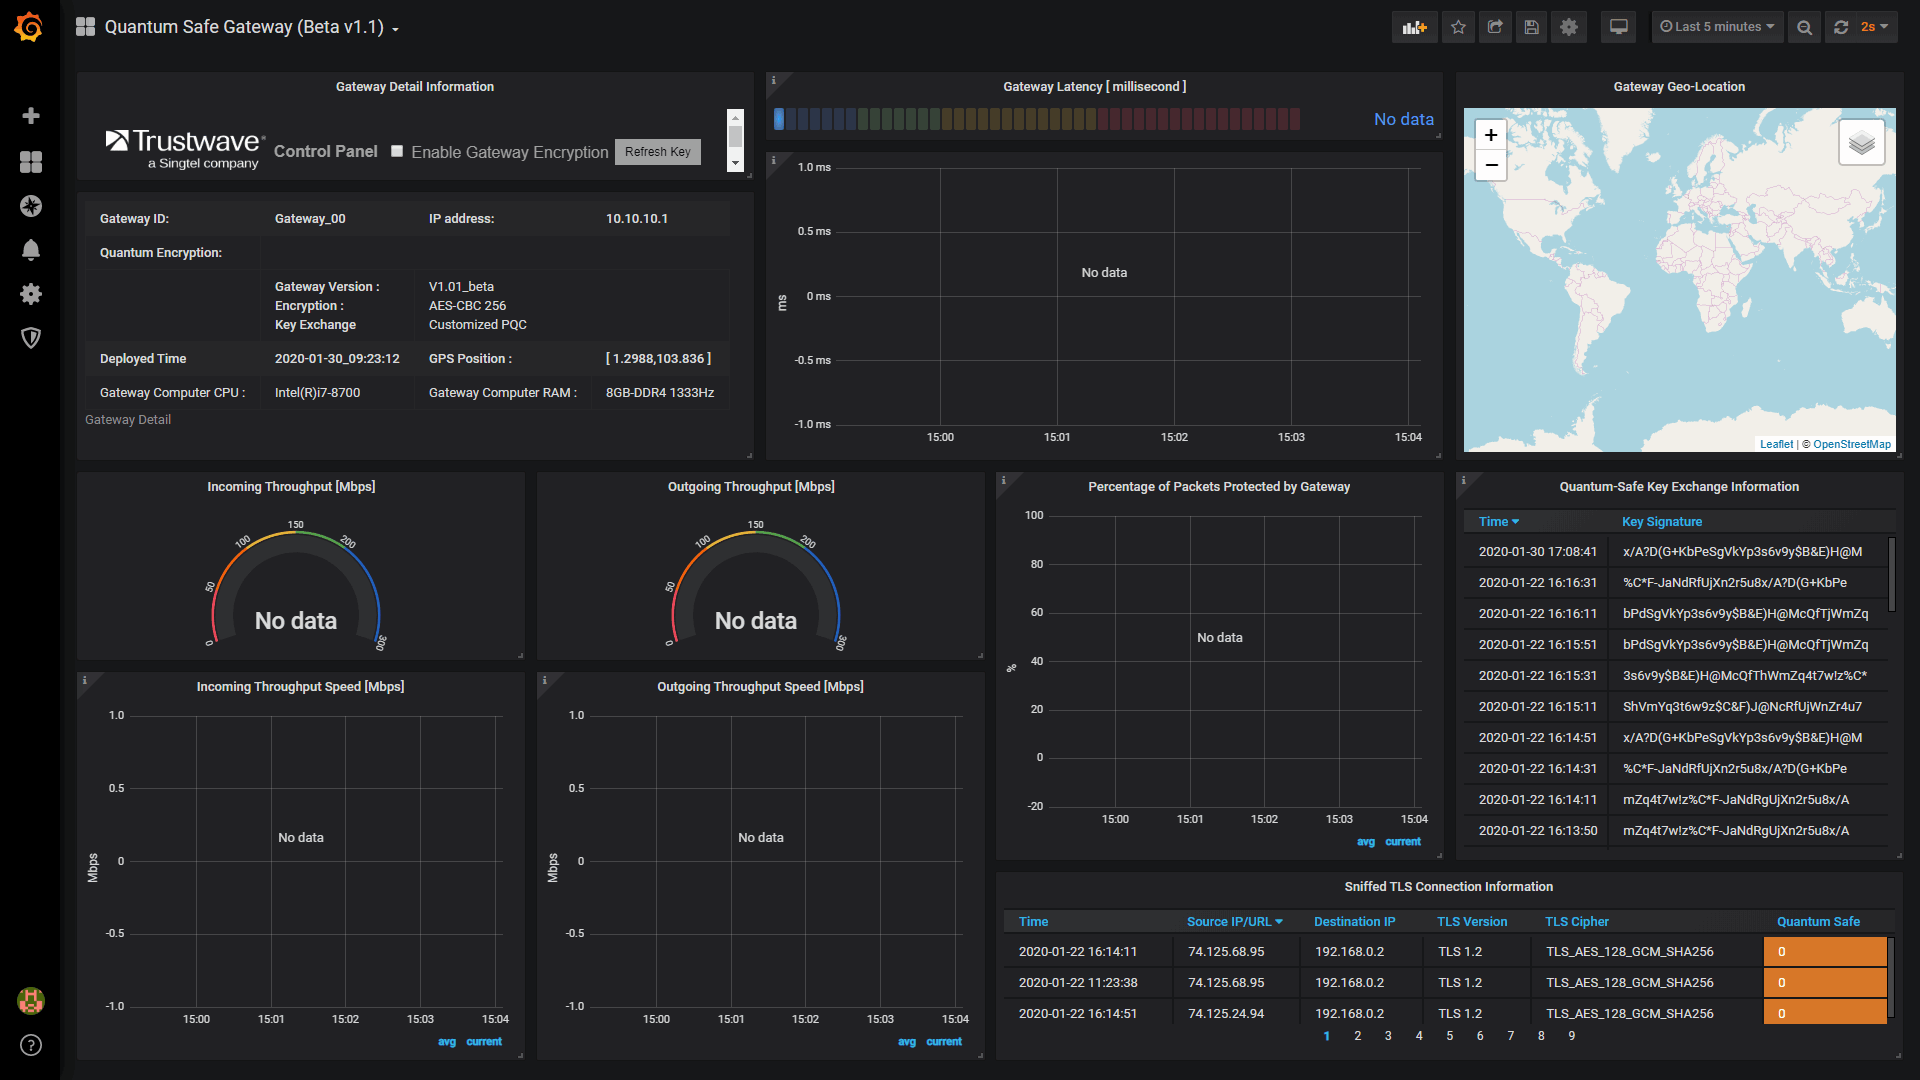 Quantum Safe Gateway (Beta v1.1)
Last 5 minutes
2s
Gateway Detail Information
Trustwave®
a Singtel company
Control Panel
Enable Gateway Encryption
Refresh Key
Gateway ID: Gateway_00 IP address: 10.10.10.1
Quantum Encryption:
Gateway Version : V1.01_beta
Encryption : AES-CBC 256
Key Exchange Customized PQC
Deployed Time 2020-01-30_09:23:12 GPS Position : [ 1.2988,103.836 ]
Gateway Computer CPU : Intel(R)i7-8700 Gateway Computer RAM : 8GB-DDR4 1333Hz
Gateway Detail
Gateway Latency [ millisecond ]
No data
1.0 ms
0.5 ms
0 ms
-0.5 ms
-1.0 ms
ms
No data
15:00 15:01 15:02 15:03 15:04
Gateway Geo-Location
+
−
Leaflet | © OpenStreetMap
Incoming Throughput [Mbps]
0 50 100 150 200 300
No data
Outgoing Throughput [Mbps]
0 50 100 150 200 300
No data
Incoming Throughput Speed [Mbps]
1.0
0.5
0
-0.5
-1.0
Mbps
No data
15:00 15:01 15:02 15:03 15:04
avg current
Outgoing Throughput Speed [Mbps]
1.0
0.5
0
-0.5
-1.0
Mbps
No data
15:00 15:01 15:02 15:03 15:04
avg current
Percentage of Packets Protected by Gateway
100
80
60
40
20
0
-20
%
No data
15:00 15:01 15:02 15:03 15:04
avg current
Quantum-Safe Key Exchange Information
Time Key Signature
2020-01-30 17:08:41 x/A?D(G+KbPeSgVkYp3s6v9y$B&E)H@M
2020-01-22 16:16:31 %C*F-JaNdRfUjXn2r5u8x/A?D(G+KbPe
2020-01-22 16:16:11 bPdSgVkYp3s6v9y$B&E)H@McQfTjWmZq
2020-01-22 16:15:51 bPdSgVkYp3s6v9y$B&E)H@McQfTjWmZq
2020-01-22 16:15:31 3s6v9y$B&E)H@McQfThWmZq4t7w!z%C*
2020-01-22 16:15:11 ShVmYq3t6w9z$C&F)J@NcRfUjWnZr4u7
2020-01-22 16:14:51 x/A?D(G+KbPeSgVkYp3s6v9y$B&E)H@M
2020-01-22 16:14:31 %C*F-JaNdRfUjXn2r5u8x/A?D(G+KbPe
2020-01-22 16:14:11 mZq4t7w!z%C*F-JaNdRgUjXn2r5u8x/A
2020-01-22 16:13:50 mZq4t7w!z%C*F-JaNdRgUjXn2r5u8x/A
Sniffed TLS Connection Information
Time Source IP/URL Destination IP TLS Version TLS Cipher Quantum Safe
2020-01-22 16:14:11 74.125.68.95 192.168.0.2 TLS 1.2 TLS_AES_128_GCM_SHA256 0
2020-01-22 11:23:38 74.125.68.95 192.168.0.2 TLS 1.2 TLS_AES_128_GCM_SHA256 0
2020-01-22 16:14:51 74.125.24.94 192.168.0.2 TLS 1.2 TLS_AES_128_GCM_SHA256 0
1 2 3 4 5 6 7 8 9